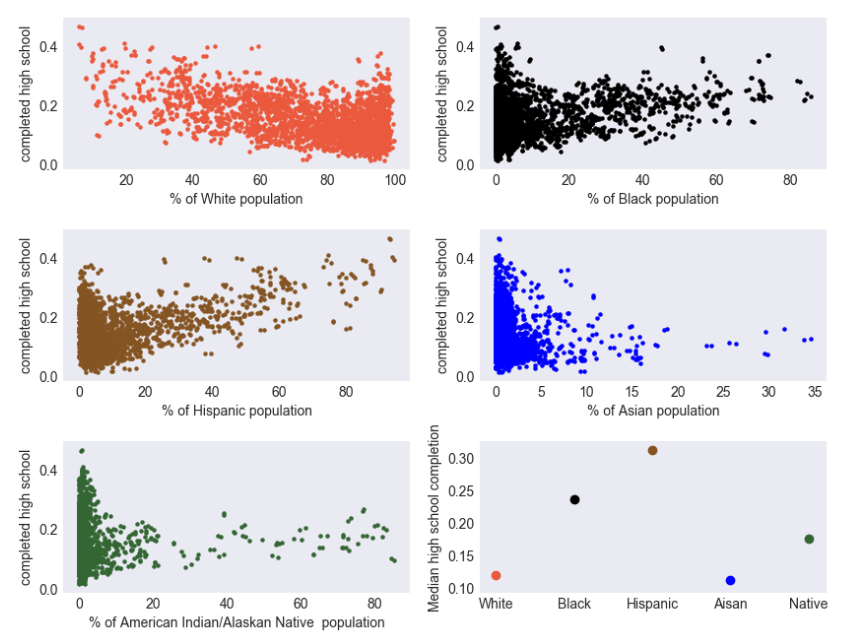 completed high school
0.4
0.2
0.0
20 40 60 80 100
% of White population
completed high school
0.4
0.2
0.0
0 20 40 60 80
% of Black population
completed high school
0.4
0.2
0.0
0 20 40 60 80
% of Hispanic population
completed high school
0.4
0.2
0.0
0 5 10 15 20 25 30 35
% of Asian population
completed high school
0.4
0.2
0.0
0 20 40 60 80
% of American Indian/Alaskan Native population
Median high school completion
0.30
0.25
0.20
0.15
0.10
White Black Hispanic Aisan Native